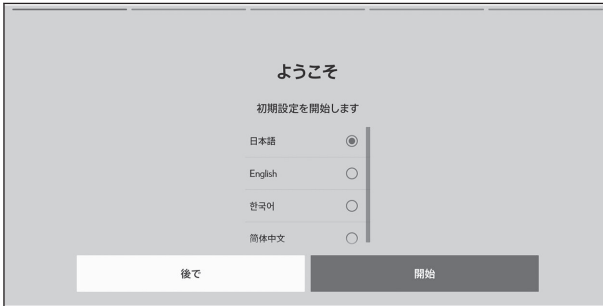 ようこそ
初期設定を開始します
日本語
English
한국어
简体中文
後で
開始